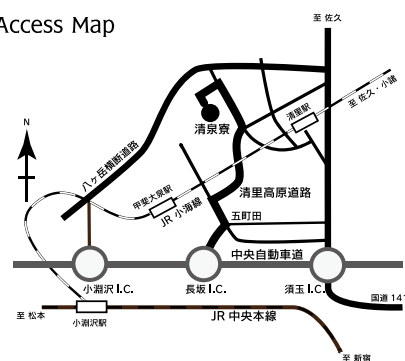 Access Map
至 佐久
至 佐久・小諸
清里駅
清泉寮
N
八ヶ岳横断道路
甲斐大泉駅
JR 小海線
清里高原道路
五町田
中央自動車道
小淵沢 I.C.
長坂 I.C.
須玉 I.C.
国道 141
至 松本
小淵沢駅
JR 中央本線
至 新宿